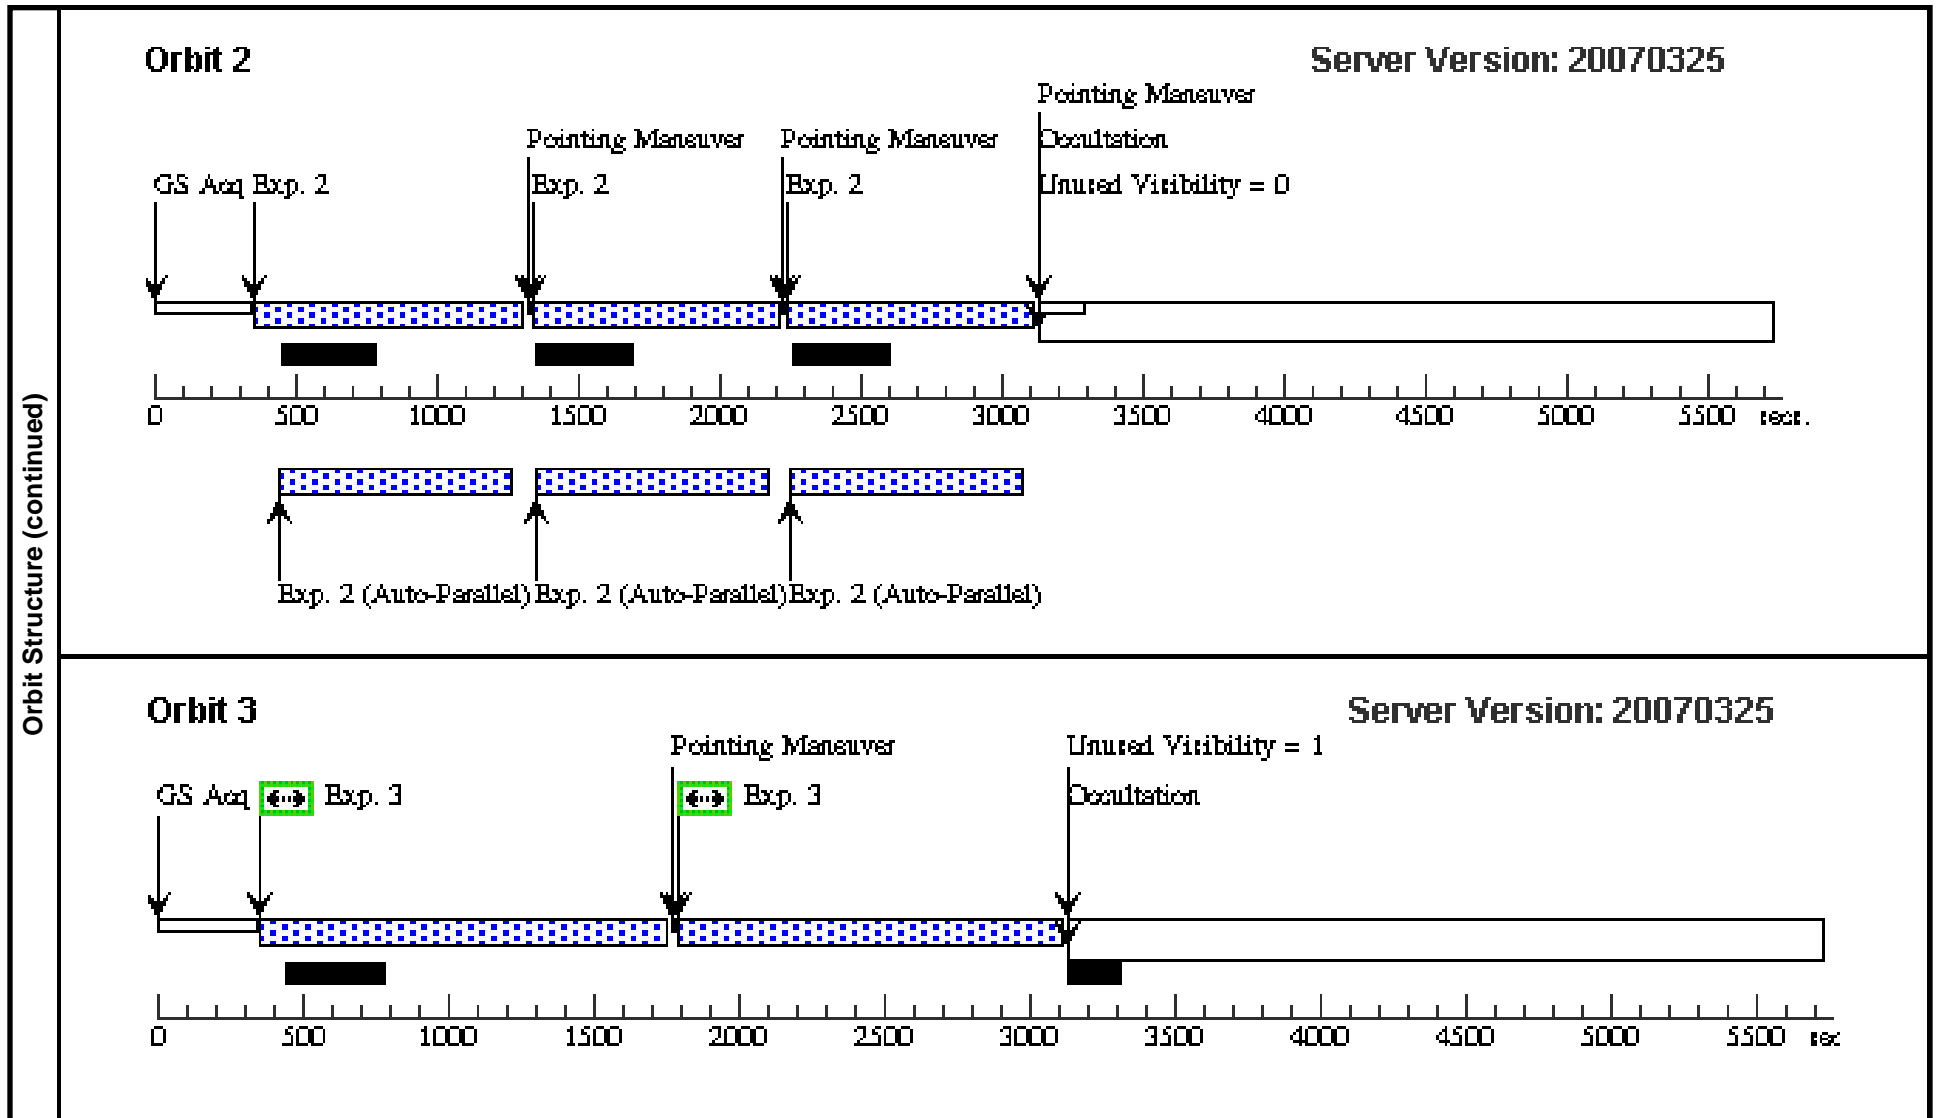 Orbit Structure (continued)
Orbit 2
Server Version: 20070325
Pointing Maneuver
Pointing Maneuver
Pointing Maneuver
Occultation
GS Acq
Exp. 2
Exp. 2
Exp. 2
Unused Visibility = 0
0 500 1000 1500 2000 2500 3000 3500 4000 4500 5000 5500 secs.
Exp. 2 (Auto-Parallel)
Exp. 2 (Auto-Parallel)
Exp. 2 (Auto-Parallel)
Orbit 3
Server Version: 20070325
Pointing Maneuver
Unused Visibility = 1
GS Acq
Exp. 3
Exp. 3
Occultation
0 500 1000 1500 2000 2500 3000 3500 4000 4500 5000 5500 sec